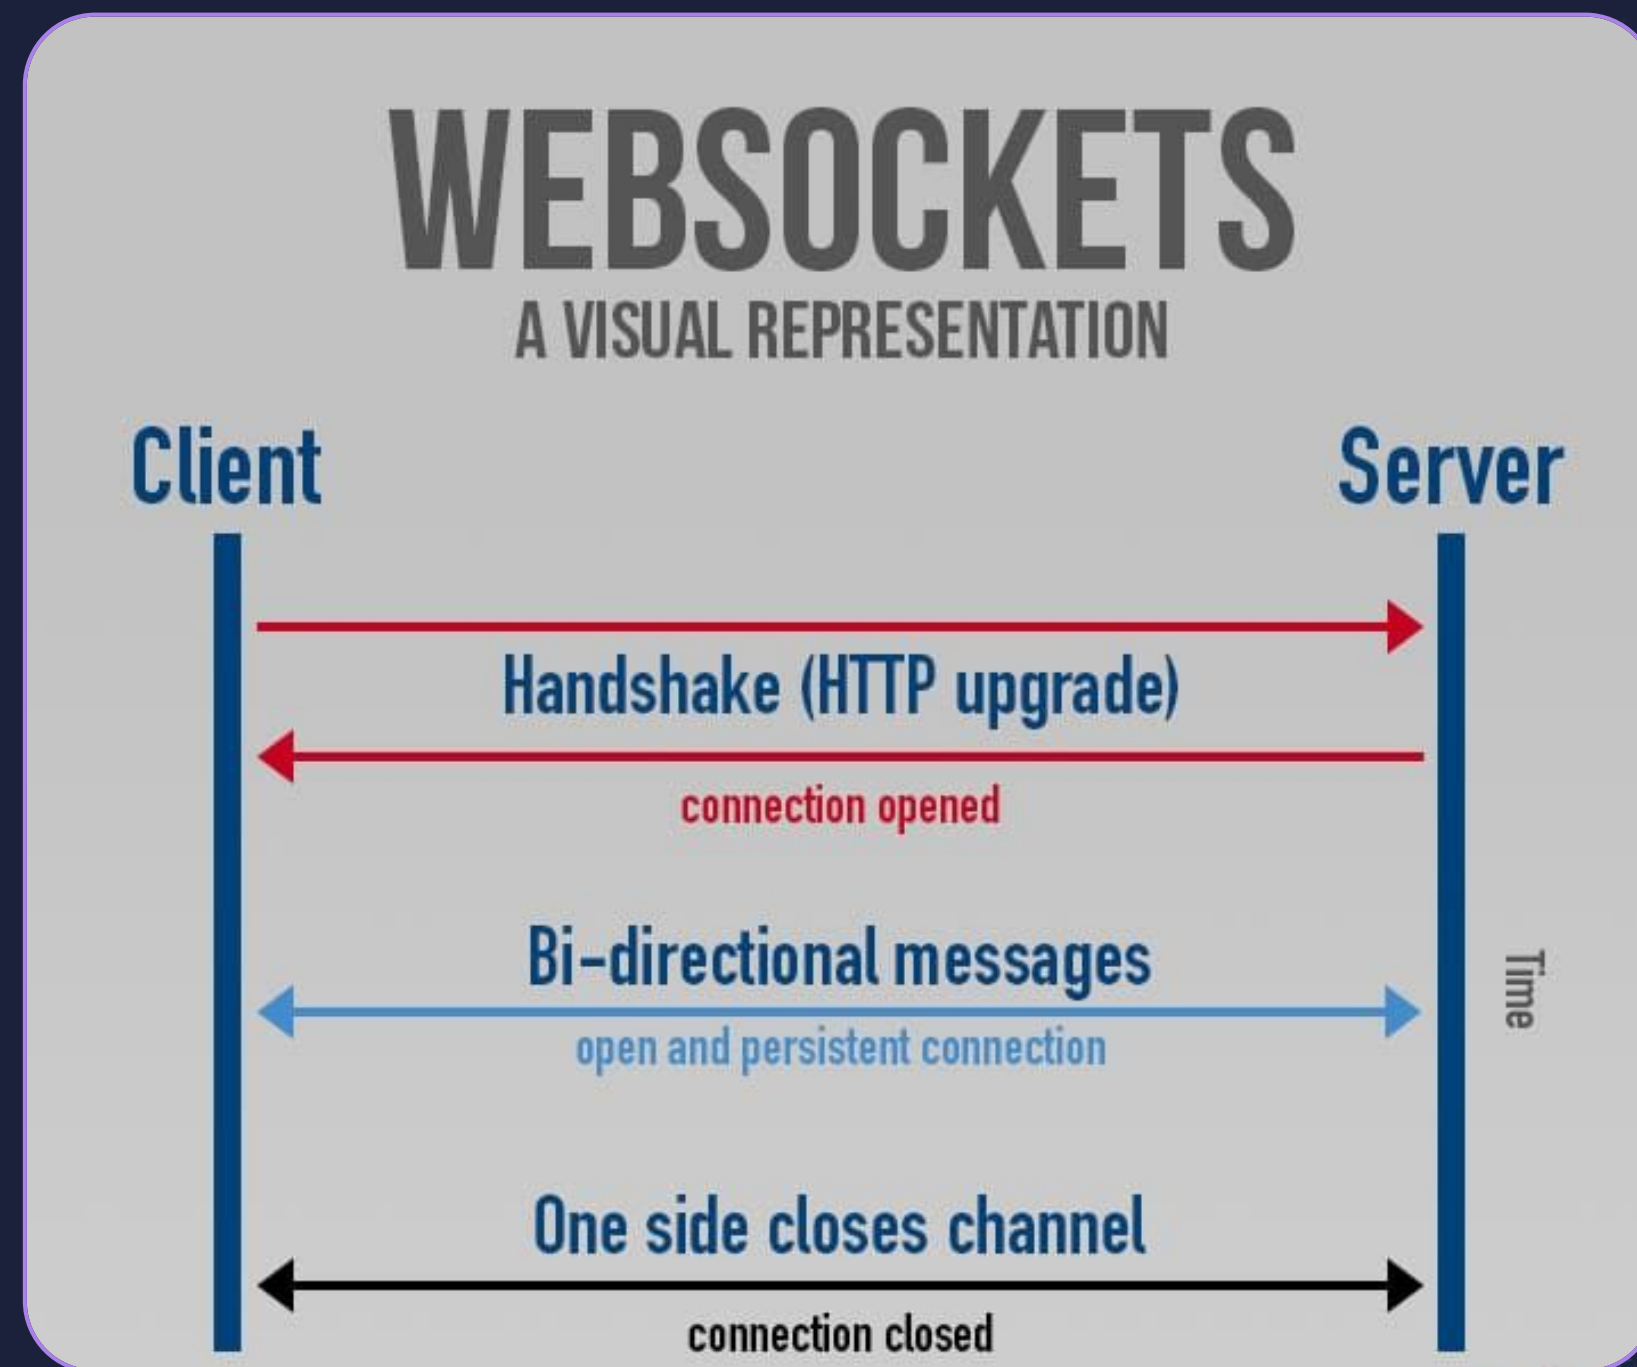 WEBSOCKETS
A VISUAL REPRESENTATION
Client
Server
Handshake (HTTP upgrade)
connection opened
Bi-directional messages
open and persistent connection
Time
One side closes channel
connection closed